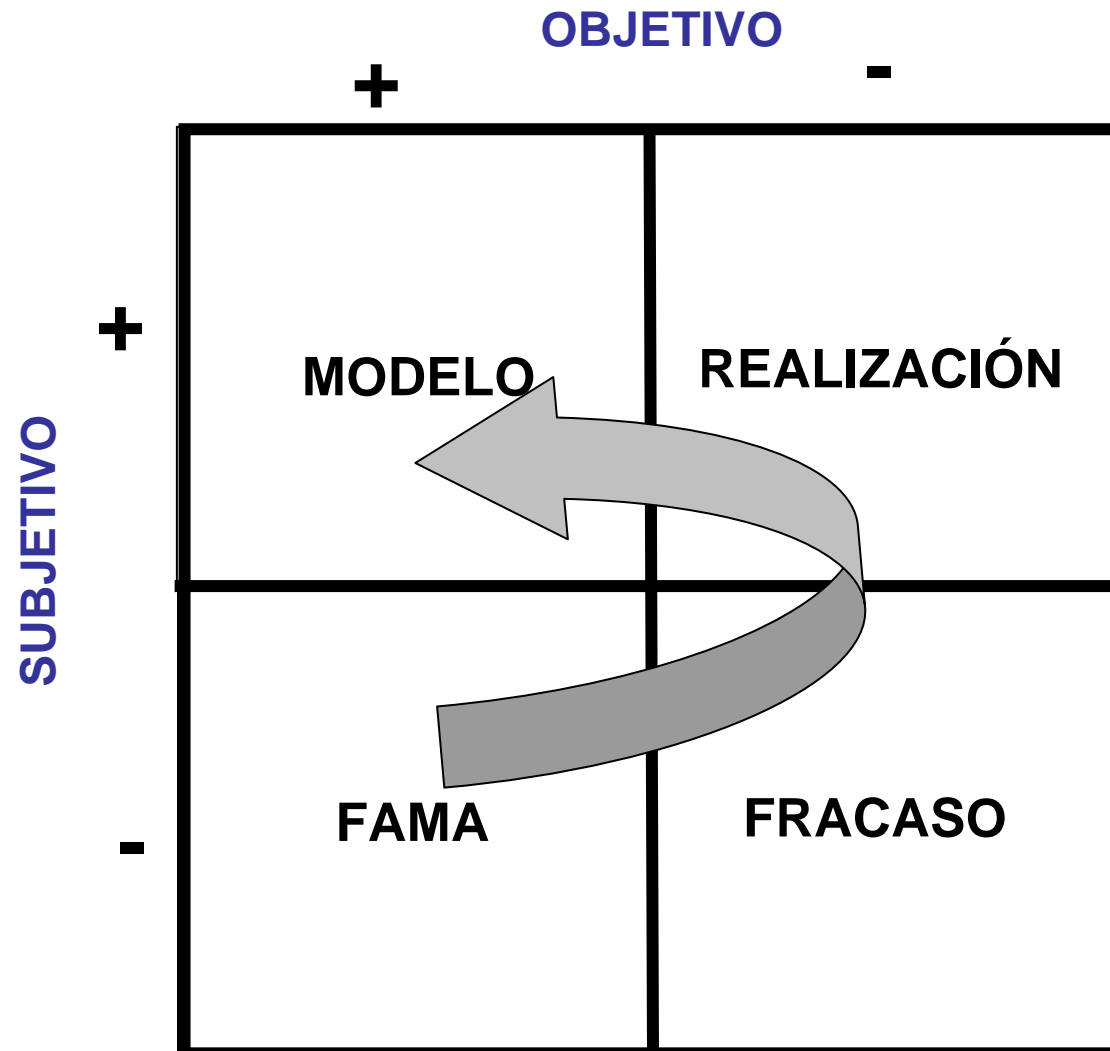 OBJETIVO
+ -
+
MODELO REALIZACIÓN
SUBJETIVO
-
FAMA FRACASO